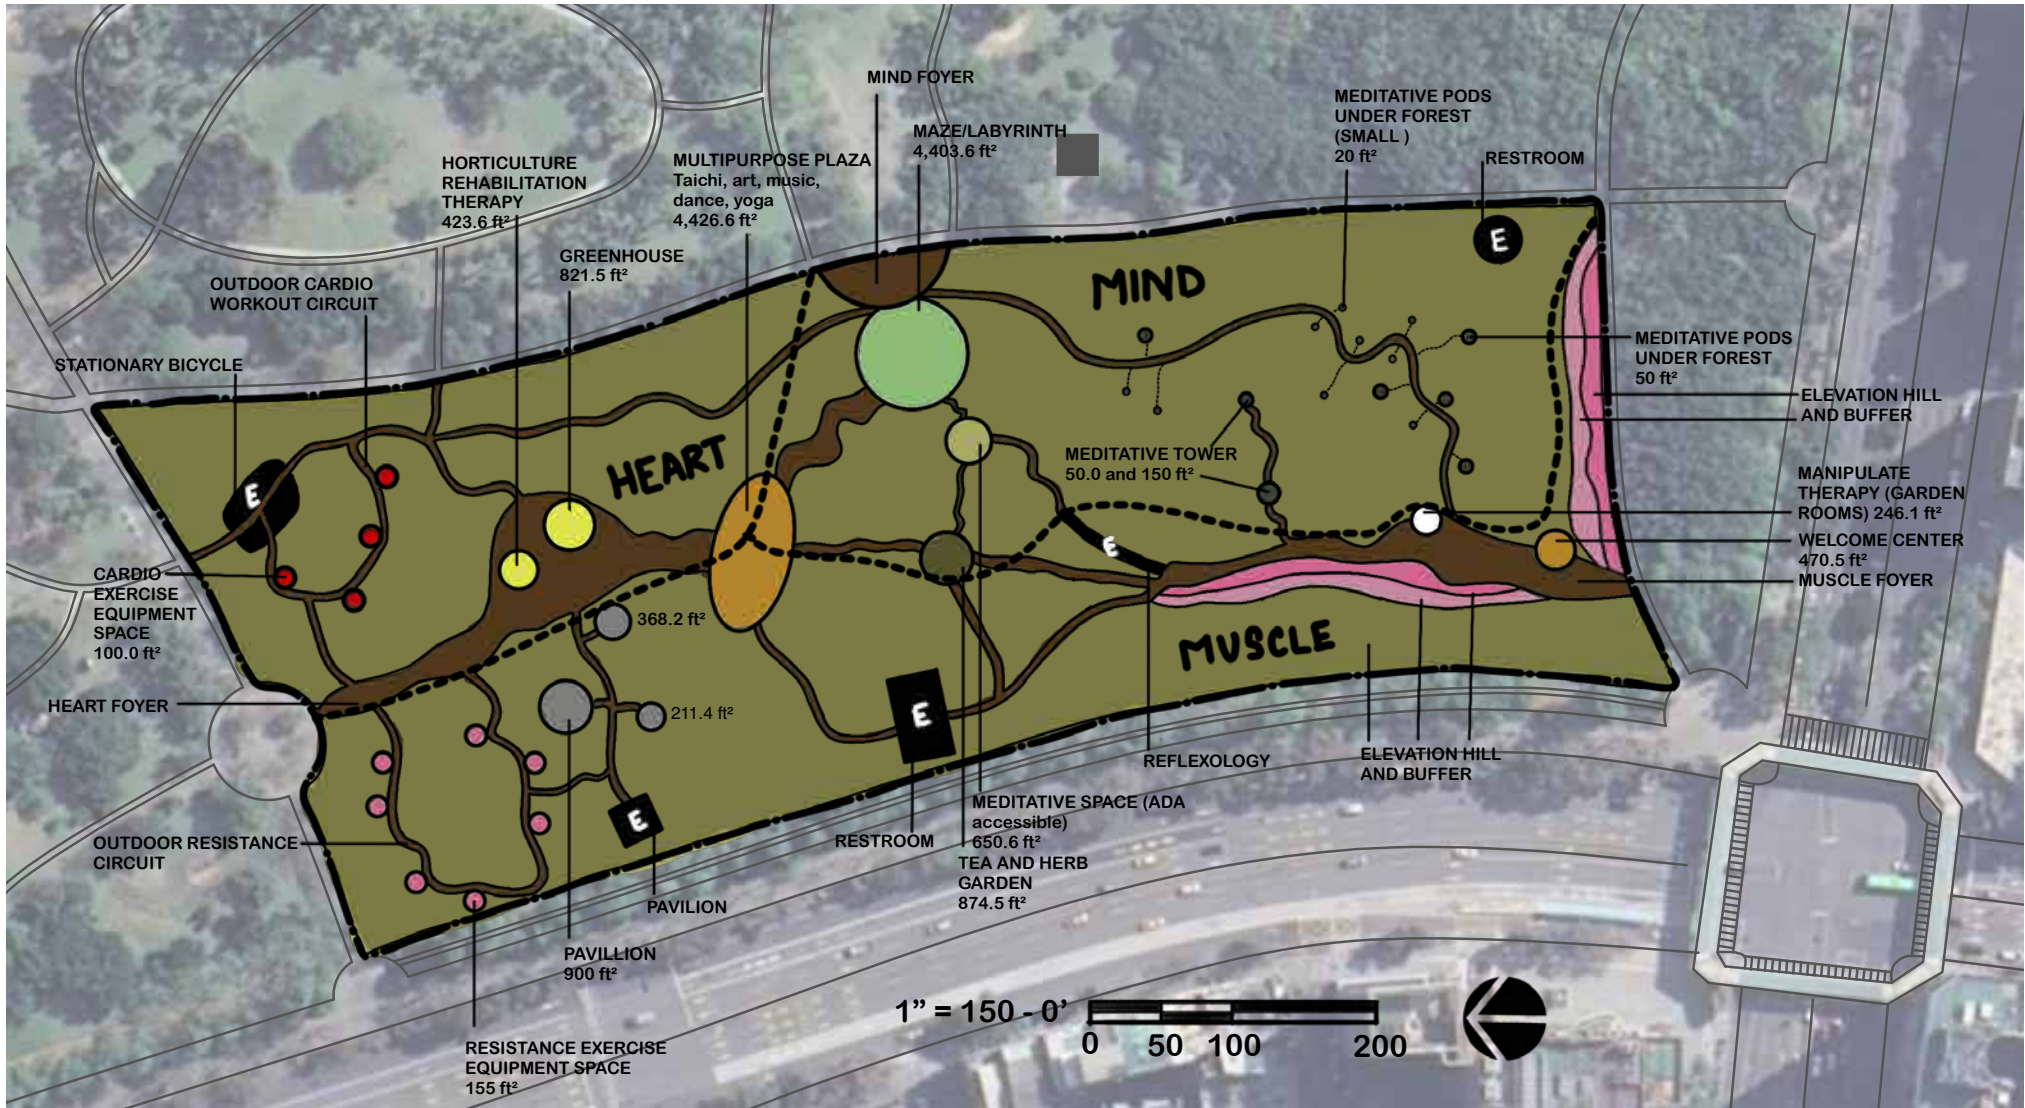 MIND FOYER
MAZE/LABYRINTH
4,403.6 ft²
MEDITATIVE PODS
UNDER FOREST
(SMALL )
20 ft²
RESTROOM
HORTICULTURE
REHABILITATION
THERAPY
423.6 ft²
MULTIPURPOSE PLAZA
Taichi, art, music,
dance, yoga
4,426.6 ft²
GREENHOUSE
821.5 ft²
OUTDOOR CARDIO
WORKOUT CIRCUIT
STATIONARY BICYCLE
E
MIND
MEDITATIVE PODS
UNDER FOREST
50 ft²
ELEVATION HILL
AND BUFFER
HEART
E
MEDITATIVE TOWER
50.0 and 150 ft²
MANIPULATE
THERAPY (GARDEN
ROOMS) 246.1 ft²
WELCOME CENTER
470.5 ft²
MUSCLE FOYER
E
CARDIO
EXERCISE
EQUIPMENT
SPACE
100.0 ft²
368.2 ft²
MUSCLE
HEART FOYER
211.4 ft²
E
E
REFLEXOLOGY
ELEVATION HILL
AND BUFFER
MEDITATIVE SPACE (ADA
accessible)
650.6 ft²
RESTROOM
TEA AND HERB
GARDEN
874.5 ft²
OUTDOOR RESISTANCE
CIRCUIT
PAVILION
PAVILLION
900 ft²
RESISTANCE EXERCISE
EQUIPMENT SPACE
155 ft²
1” = 150 - 0’
0 50 100 200